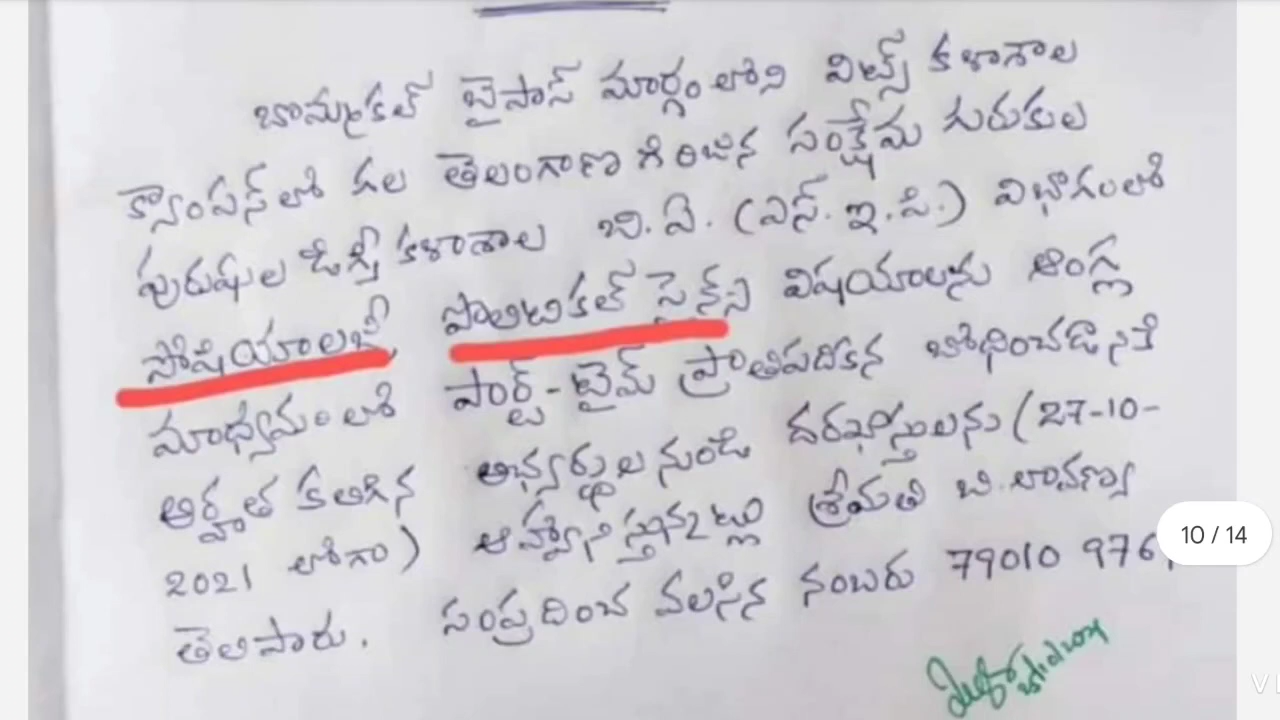 బొమ్మకల్ బైపాస్ మార్గంలోని విట్స్ కళాశాల
క్యాంపస్ లో గల తెలంగాణ గిరిజన సంక్షేమ గురుకుల
పురుషుల డిగ్రీ కళాశాల బి.ఏ. (ఎస్.ఇ.పి.) విభాగంలో
సోషియాలజీ పొలిటికల్ సైన్స్ విషయాలను ఆంగ్ల
మాధ్యమంలో పార్ట్-టైమ్ ప్రాతిపదికన బోధించడానికి
అర్హత కలిగిన అభ్యర్థుల నుండి దరఖాస్తులను (27-10-
2021 లోగా) ఆహ్వానిస్తున్నట్లు శ్రీమతి బి.లావణ్య
తెలిపారు. సంప్రదించ వలసిన నంబరు 79010 976
10 / 14